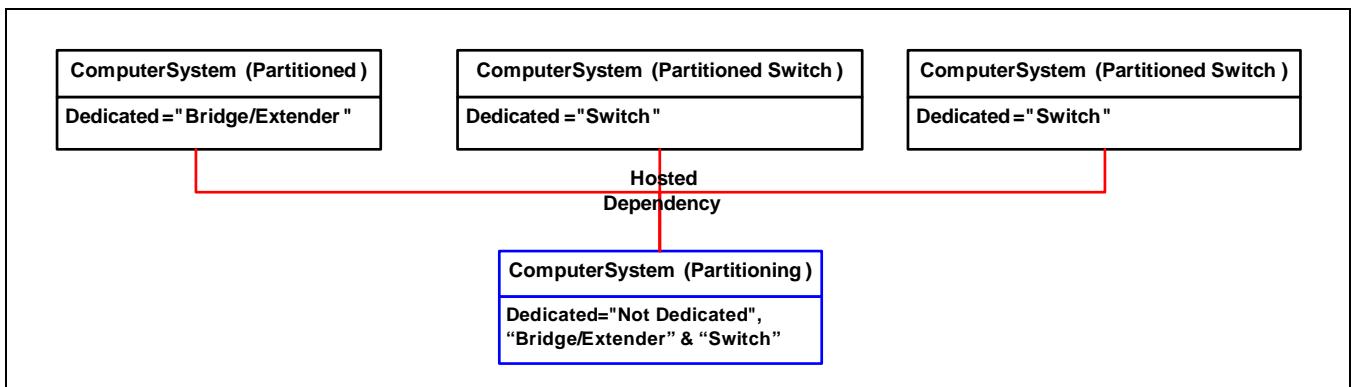 ComputerSystem (Partitioned )
Dedicated ="Bridge/Extender "
ComputerSystem (Partitioned Switch )
Dedicated ="Switch"
ComputerSystem (Partitioned Switch )
Dedicated ="Switch"
Hosted
Dependency
ComputerSystem (Partitioning )
Dedicated="Not Dedicated",
“Bridge/Extender” & “Switch”